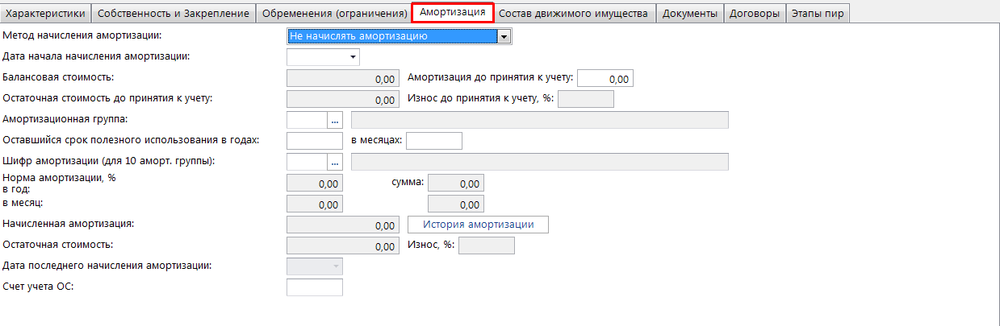 Характеристики Собственность и Закрепление Обременения (ограничения) Амортизация Состав движимого имущества Документы Договоры Этапы пир
Метод начисления амортизации: Не начислять амортизацию
Дата начала начисления амортизации:
Балансовая стоимость: 0,00 Амортизация до принятия к учету: 0,00
Остаточная стоимость до принятия к учету: 0,00 Износ до принятия к учету, %:
Амортизационная группа: ...
Оставшийся срок полезного использования в годах: в месяцах:
Шифр амортизации (для 10 аморт. группы): ...
Норма амортизации, %
в год: 0,00 сумма: 0,00
в месяц: 0,00 0,00
Начисленная амортизация: 0,00 История амортизации
Остаточная стоимость: 0,00 Износ, %:
Дата последнего начисления амортизации:
Счет учета ОС: